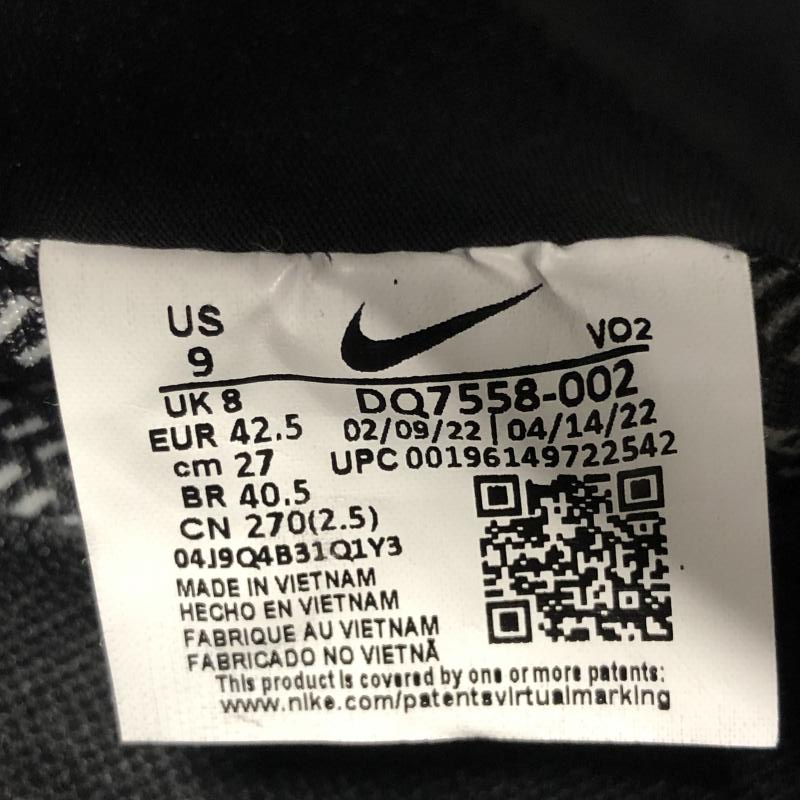 US
9
VO2
UK 8
DQ7558-002
EUR 42.5
02/09/22 | 04/14/22
cm 27
UPC 00196149722542
BR 40.5
CN 270(2.5)
04J9Q4B31Q1Y3
MADE IN VIETNAM
HECHO EN VIETNAM
FABRIQUE AU VIETNAM
FABRICADO NO VIETNÃ
This product is covered by one or more patents:
www.nike.com/patentsvirtualmarking